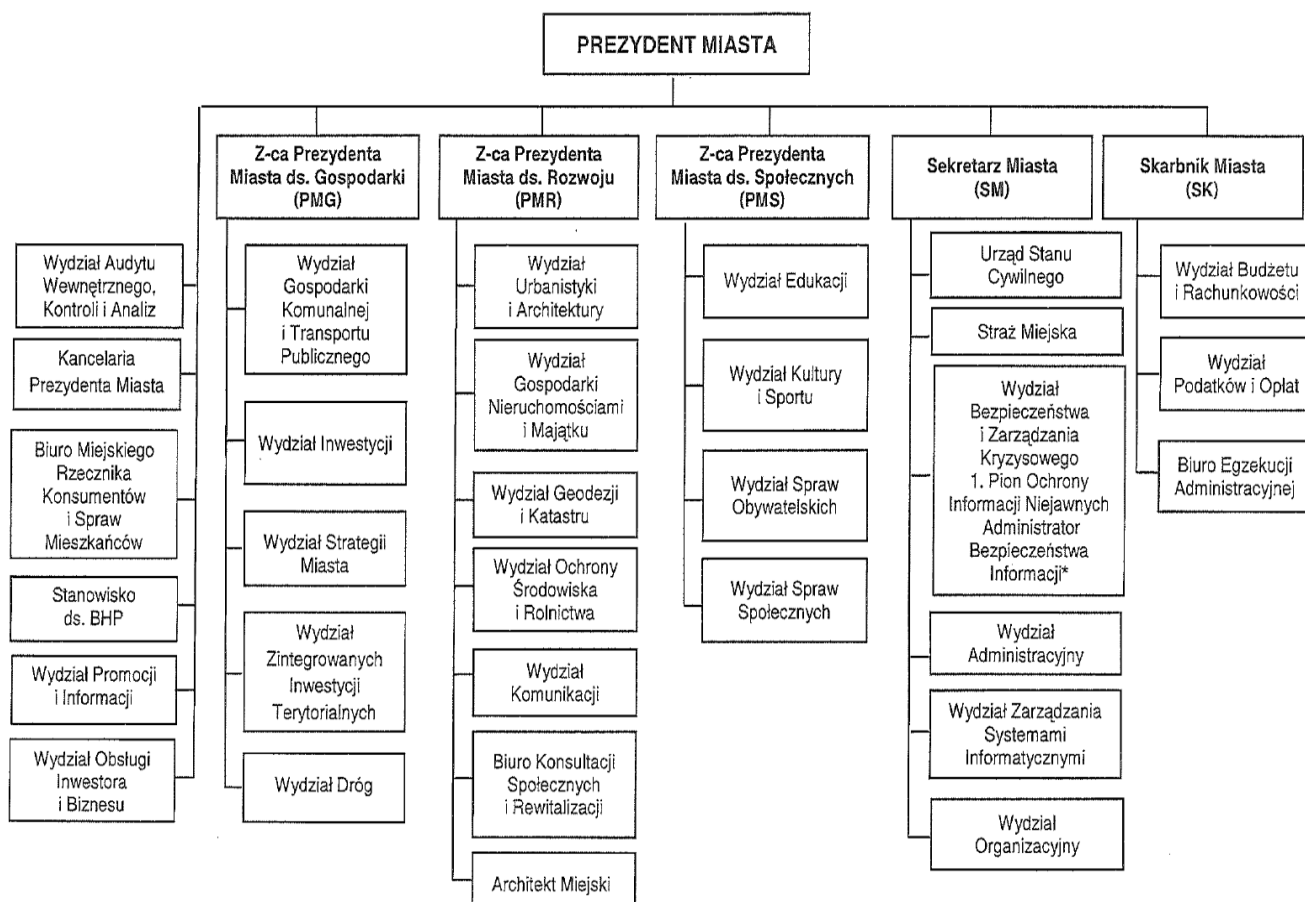 PREZYDENT MIASTA
Z-ca Prezydenta
Miasta ds. Gospodarki
(PMG)
Z-ca Prezydenta
Miasta ds. Rozwoju
(PMR)
Z-ca Prezydenta
Miasta ds. Społecznych
(PMS)
Sekretarz Miasta
(SM)
Skarbnik Miasta
(SK)
Wydział Audytu
Wewnętrznego,
Kontroli i Analiz
Kancelaria
Prezydenta Miasta
Biuro Miejskiego
Rzecznika
Konsumentów
i Spraw
Mieszkańców
Stanowisko
ds. BHP
Wydział Promocji
i Informacji
Wydział Obsługi
Inwestora
i Biznesu
Wydział
Gospodarki
Komunalnej
i Transportu
Publicznego
Wydział Inwestycji
Wydział Strategii
Miasta
Wydział
Zintegrowanych
Inwestycji
Terytorialnych
Wydział Dróg
Wydział
Urbanistyki
i Architektury
Wydział
Gospodarki
Nieruchomościami
i Majątku
Wydział Geodezji
i Katastru
Wydział Ochrony
Środowiska
i Rolnictwa
Wydział
Komunikacji
Biuro Konsultacji
Społecznych
i Rewitalizacji
Architekt Miejski
Wydział Edukacji
Wydział Kultury
i Sportu
Wydział Spraw
Obywatelskich
Wydział Spraw
Społecznych
Urząd Stanu
Cywilnego
Straż Miejska
Wydział
Bezpieczeństwa
i Zarządzania
Kryzysowego
1. Pion Ochrony
Informacji Niejawnych
Administrator
Bezpieczeństwa
Informacji*
Wydział
Administracyjny
Wydział Zarządzania
Systemami
Informatycznymi
Wydział
Organizacyjny
Wydział Budżetu
i Rachunkowości
Wydział
Podatków i Opłat
Biuro Egzekucji
Administracyjnej